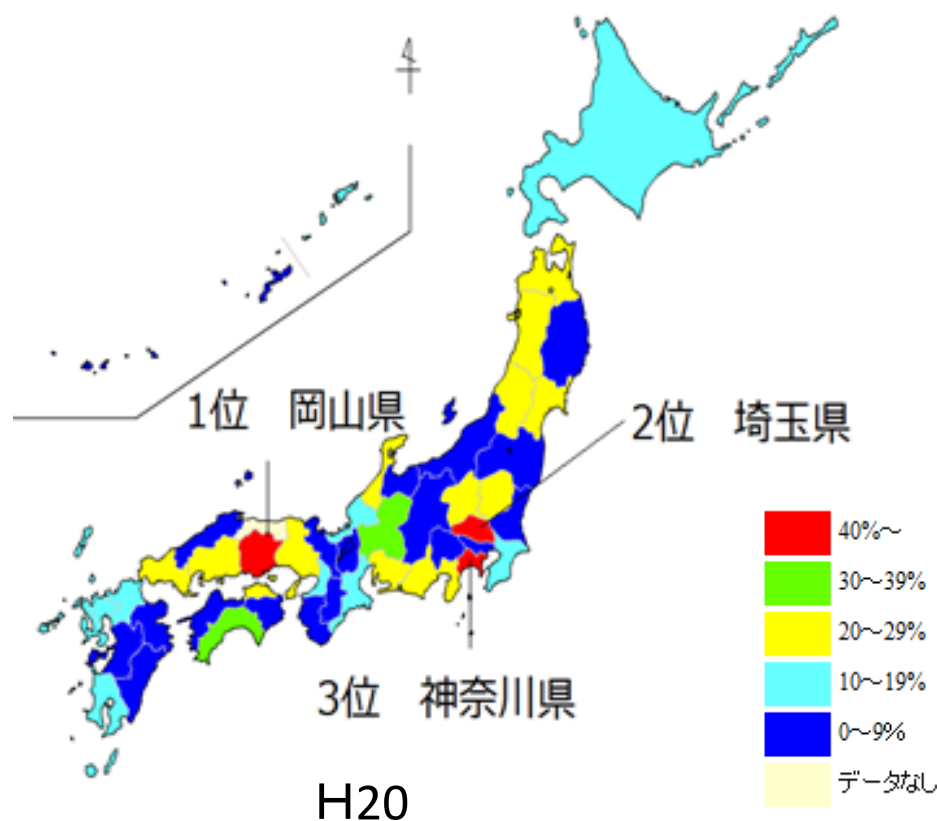 1位　岡山県
2位　埼玉県
3位　神奈川県
40%～
30～39%
20～29%
10～19%
0～9%
データなし
H20